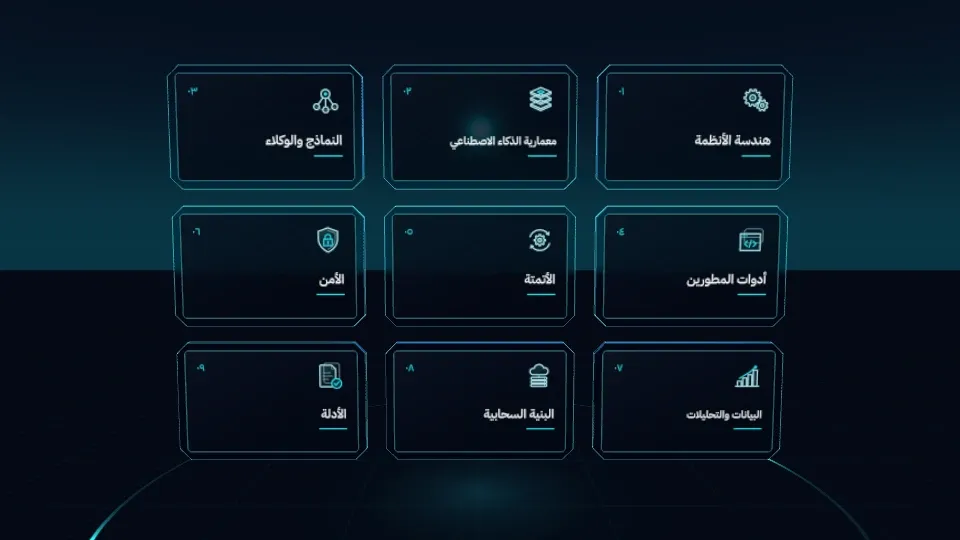 ٠١
هندسة الأنظمة
٠٢
معمارية الذكاء الاصطناعي
٠٣
النماذج والوكلاء
٠٤
أدوات المطورين
٠٥
الأتمتة
٠٦
الأمن
٠٧
البيانات والتحليلات
٠٨
البنية السحابية
٠٩
الأدلة